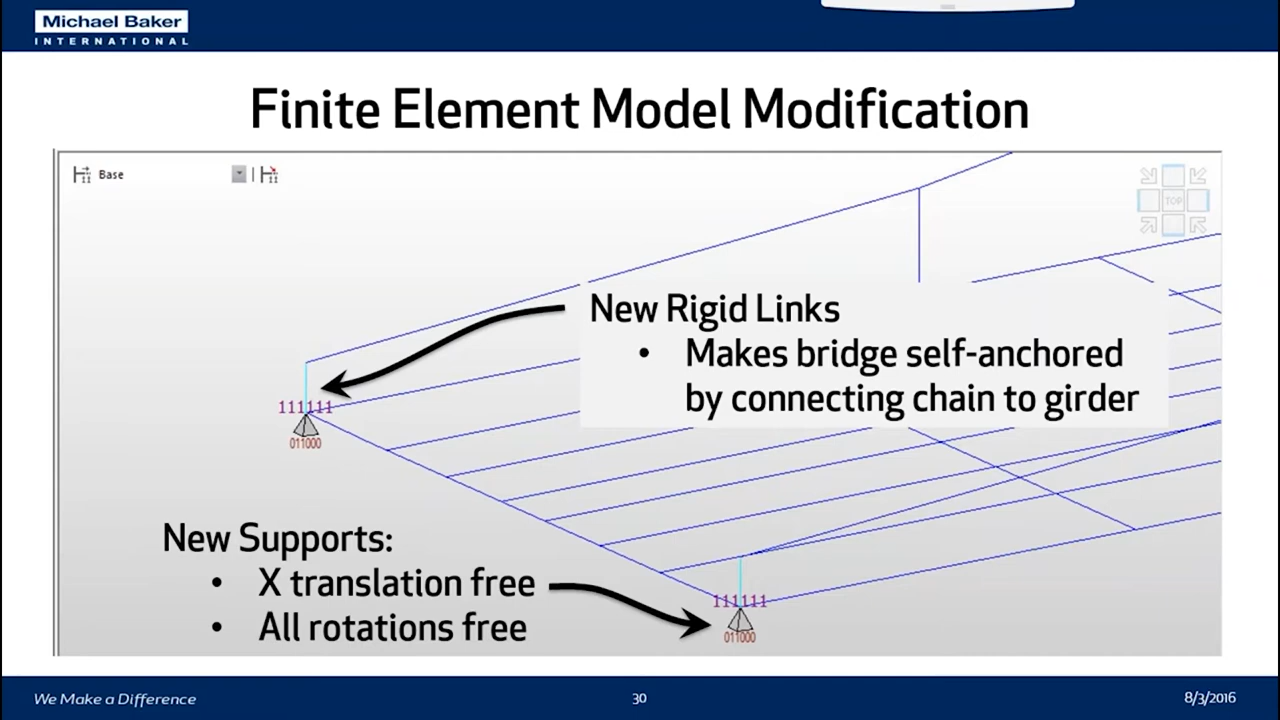 Michael Baker
INTERNATIONAL
Finite Element Model Modification
Base
TOP
New Rigid Links
• Makes bridge self-anchored
by connecting chain to girder
111111
011000
New Supports:
• X translation free
• All rotations free
111111
011000
We Make a Difference
30
8/3/2016